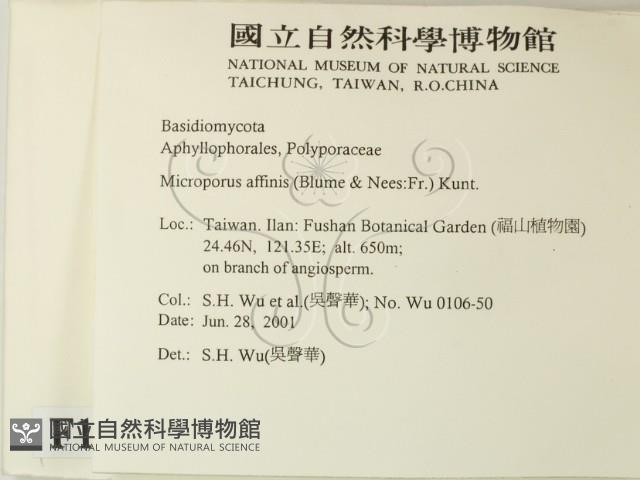 國立自然科學博物館
NATIONAL MUSEUM OF NATURAL SCIENCE
TAICHUNG, TAIWAN, R.O.CHINA
Basidiomycota
Aphyllophorales, Polyporaceae
Microporus affinis (Blume & Nees:Fr.) Kunt.
Loc.: Taiwan. Ilan: Fushan Botanical Garden (福山植物園)
24.46N, 121.35E; alt. 650m;
on branch of angiosperm.
Col.: S.H. Wu et al.(吳聲華); No. Wu 0106-50
Date: Jun. 28, 2001
Det.: S.H. Wu(吳聲華)
國立自然科學博物館
NATIONAL MUSEUM OF NATURAL SCIENCE